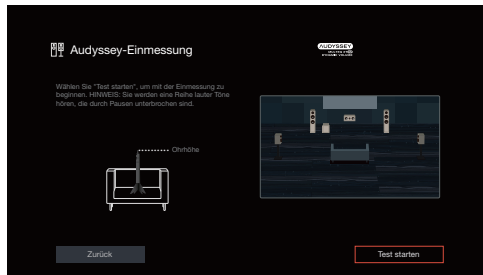 Audyssey-Einmessung
AUDYSSEY
Wählen Sie "Test starten", um mit der Einmessung zu
beginnen. HINWEIS: Sie werden eine Reihe lauter Töne
hören, die durch Pausen unterbrochen sind.
Ohrhöhe
Zurück
Test starten